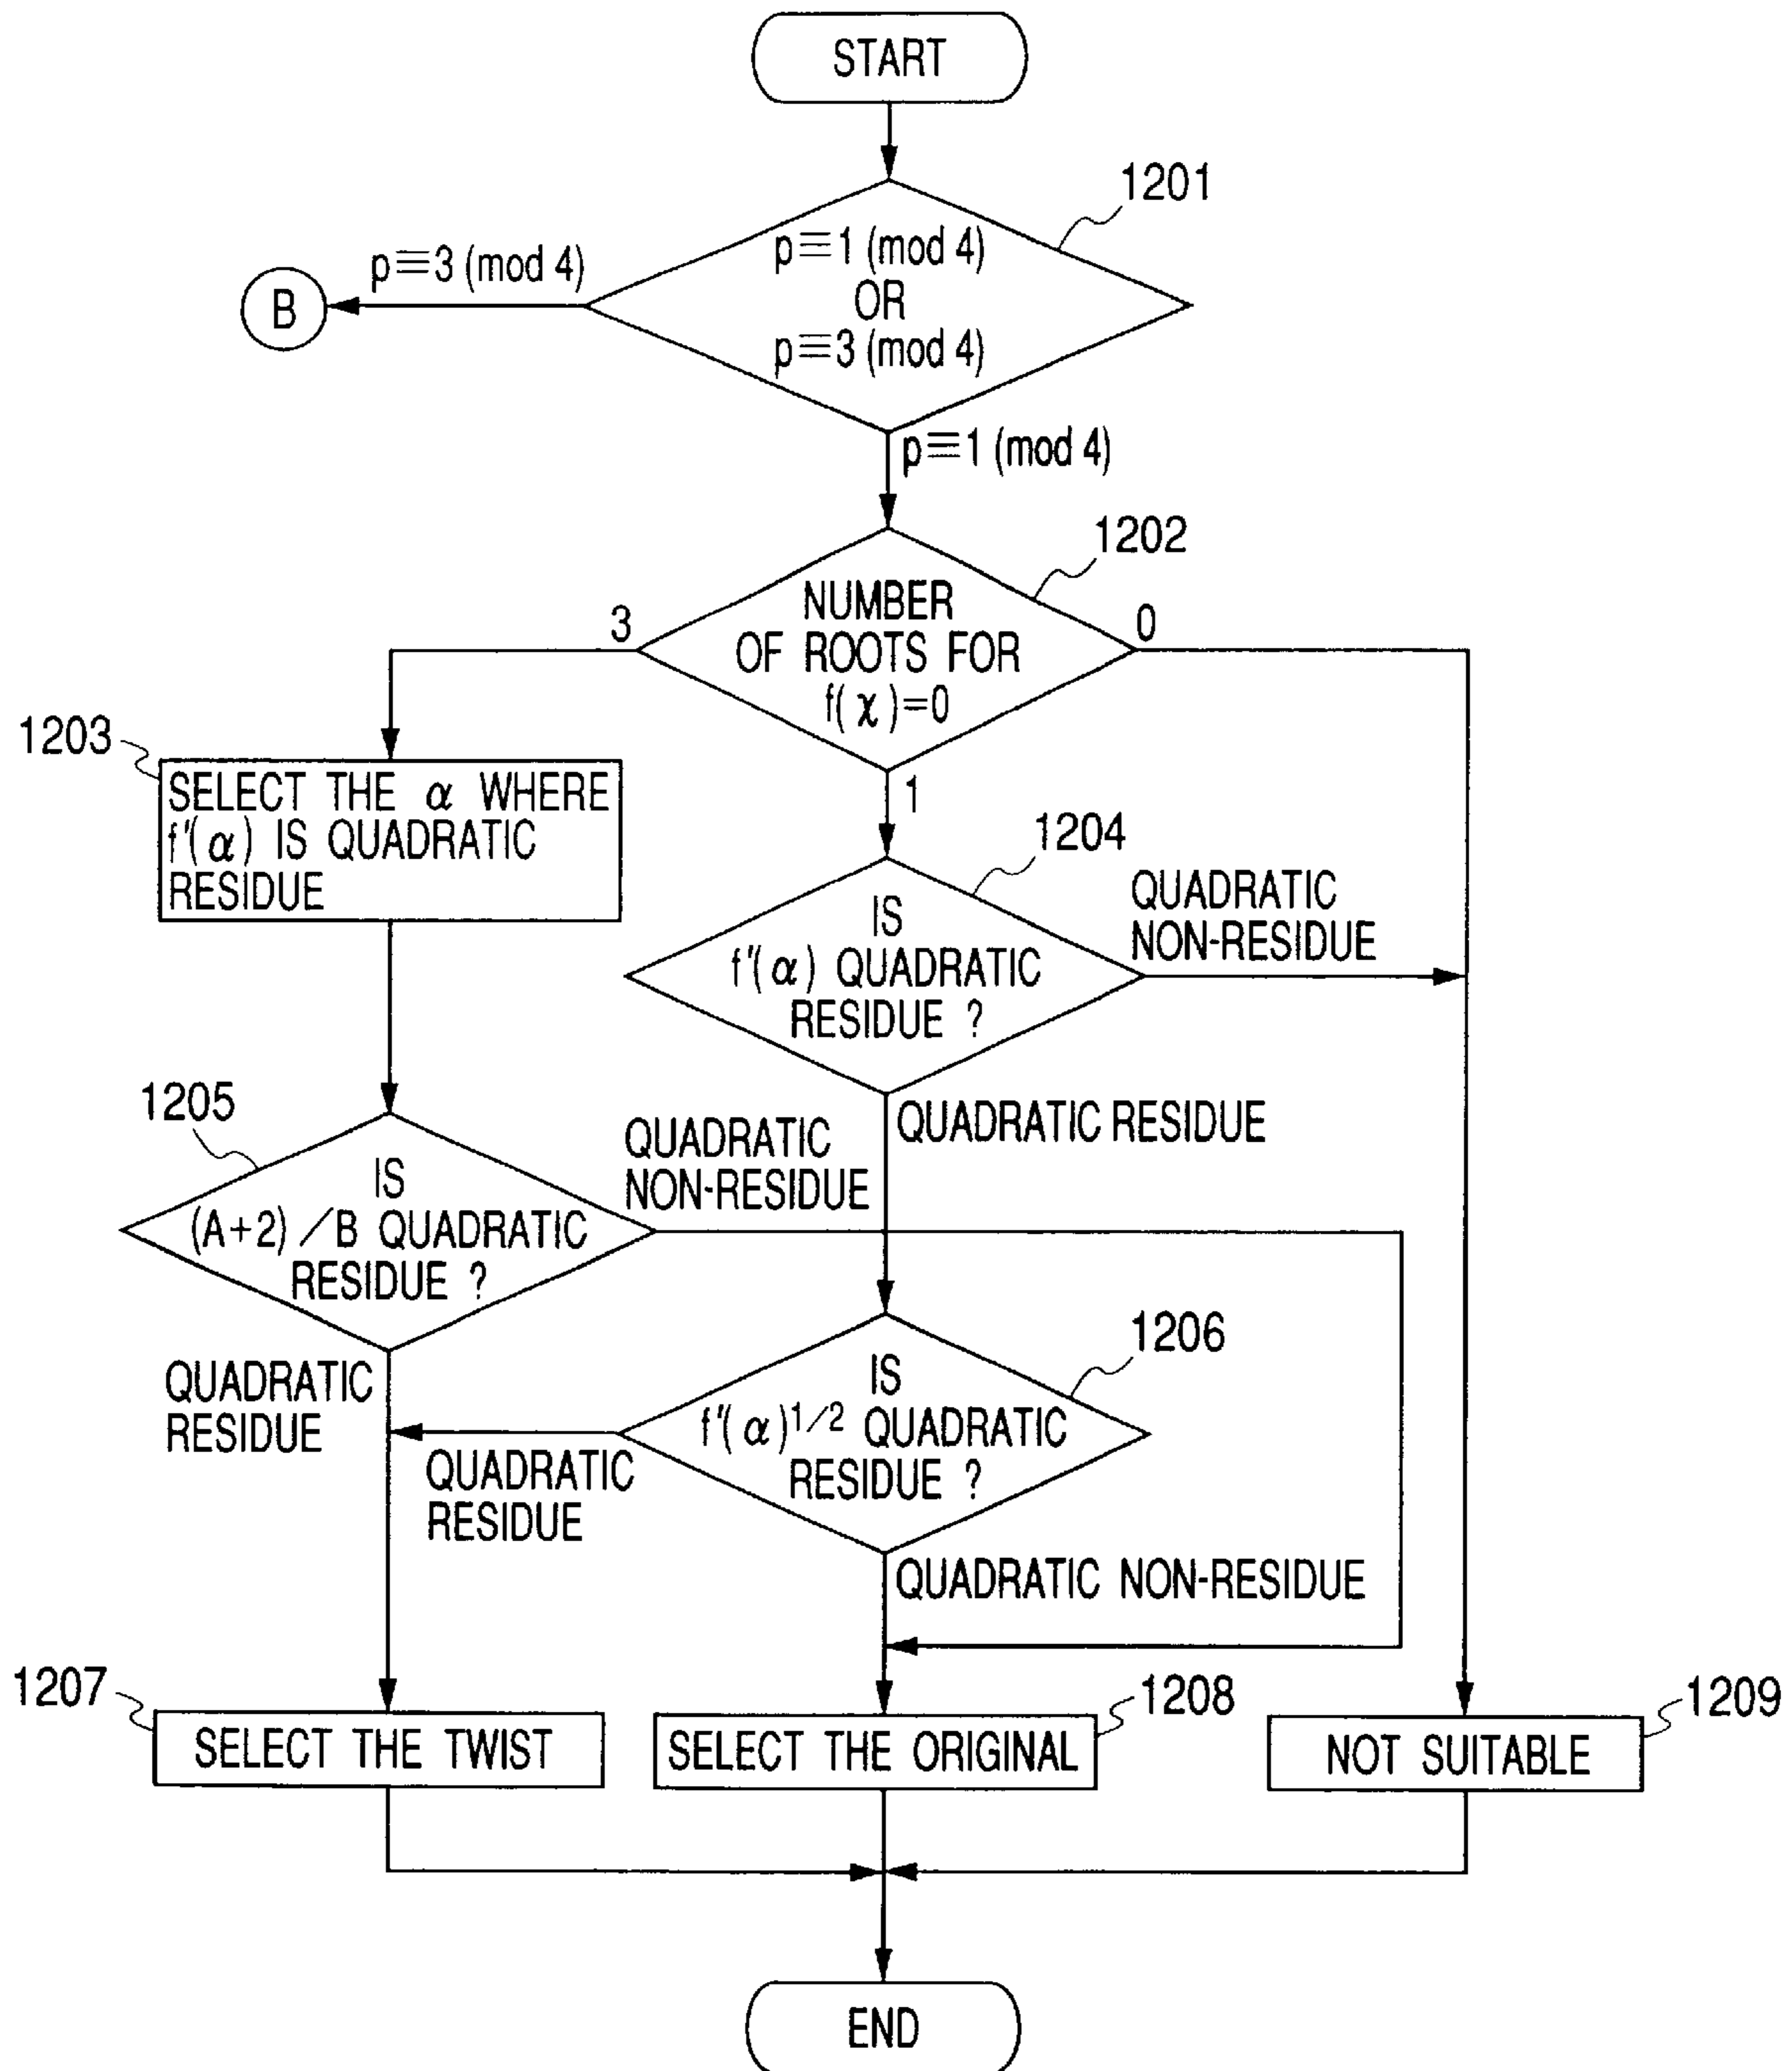 START
1201
p≡1 (mod 4)
OR
p≡3 (mod 4)
p≡3 (mod 4)
B
p≡1 (mod 4)
1202
NUMBER
OF ROOTS FOR
f(χ)=0
3
0
1
1203
SELECT THE α WHERE
f'(α) IS QUADRATIC
RESIDUE
1204
IS
f'(α) QUADRATIC
RESIDUE ?
QUADRATIC
NON-RESIDUE
QUADRATIC RESIDUE
1205
IS
(A+2)/B QUADRATIC
RESIDUE ?
QUADRATIC
NON-RESIDUE
QUADRATIC
RESIDUE
1206
IS
f'(α)^1/2 QUADRATIC
RESIDUE ?
QUADRATIC
RESIDUE
QUADRATIC NON-RESIDUE
1207
SELECT THE TWIST
1208
SELECT THE ORIGINAL
1209
NOT SUITABLE
END